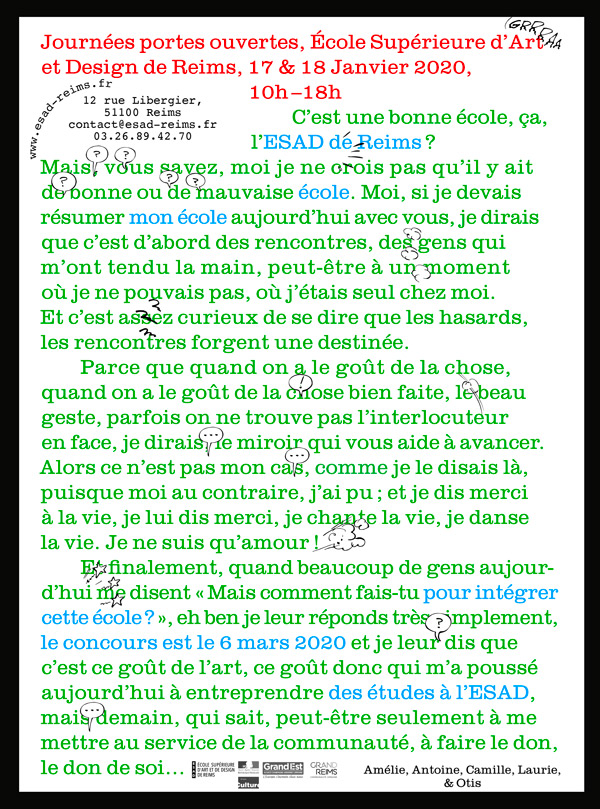 GRRRAA
Journées portes ouvertes, École Supérieure d'Art
et Design de Reims, 17 & 18 Janvier 2020,
10h–18h
www.esad-reims.fr
12 rue Libergier,
51100 Reims
contact@esad-reims.fr
03.26.89.42.70
C'est une bonne école, ça,
l'ESAD de Reims ?
Mais, vous savez, moi je ne crois pas qu'il y ait
de bonne ou de mauvaise école. Moi, si je devais
résumer mon école aujourd'hui avec vous, je dirais
que c'est d'abord des rencontres, des gens qui
m'ont tendu la main, peut-être à un moment
où je ne pouvais pas, où j'étais seul chez moi.
Et c'est assez curieux de se dire que les hasards,
les rencontres forgent une destinée.
Parce que quand on a le goût de la chose,
quand on a le goût de la chose bien faite, le beau
geste, parfois on ne trouve pas l'interlocuteur
en face, je dirais, le miroir qui vous aide à avancer.
Alors ce n'est pas mon cas, comme je le disais là,
puisque moi au contraire, j'ai pu ; et je dis merci
à la vie, je lui dis merci, je chante la vie, je danse
la vie. Je ne suis qu'amour !
Et finalement, quand beaucoup de gens aujour-
d'hui me disent « Mais comment fais-tu pour intégrer
cette école ? », eh ben je leur réponds très simplement,
le concours est le 6 mars 2020 et je leur dis que
c'est ce goût de l'art, ce goût donc qui m'a poussé
aujourd'hui à entreprendre des études à l'ESAD,
mais demain, qui sait, peut-être seulement à me
mettre au service de la communauté, à faire le don,
le don de soi...
ÉCOLE SUPÉRIEURE
D'ART ET DE DESIGN
DE REIMS
Culture
GrandEst
GRAND
REIMS
Amélie, Antoine, Camille, Laurie,
& Otis